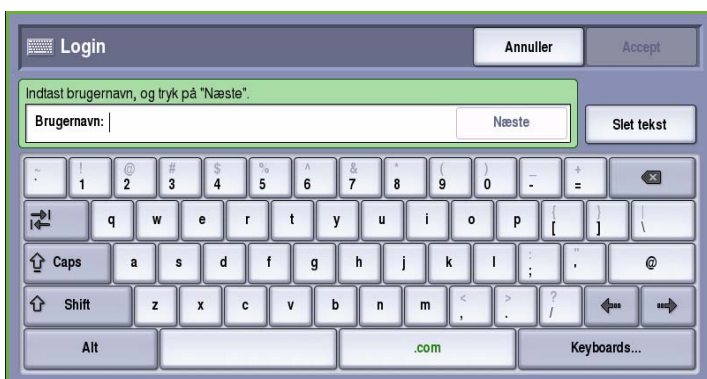 Login Annuller Accept
Indtast brugernavn, og tryk på "Næste".
Brugernavn: Næste Slet tekst
~ ` ! 1 @ 2 # 3 $ 4 % 5 ^ 6 & 7 * 8 ( 9 ) 0 _ - + =
q w e r t y u i o p { [ } ] | \
Caps a s d f g h j k l : ; " ' @
Shift z x c v b n m < , > . ? /
Alt .com Keyboards...